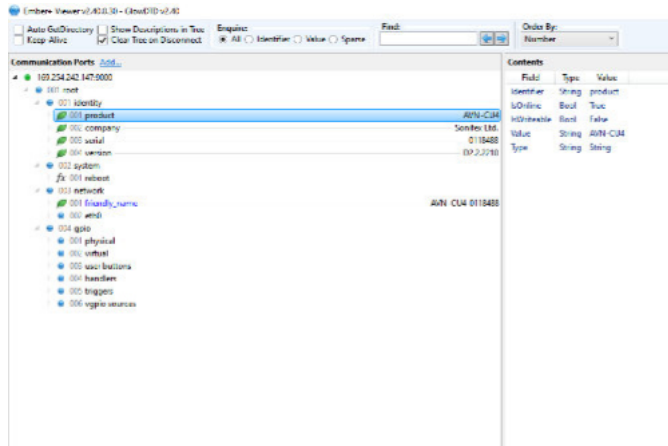 Ember+ Viewer v2.40.0.30 - GlowDTD v2.40
Auto GetDirectory Show Descriptions in Tree
Keep-Alive Clear Tree on Disconnect
Enquire:
All Identifier Value Sparse
Find:
Order By:
Number
Communication Ports Add...
169.254.242.147:9000
001 root
001 identity
001 product AVN-CU4
002 company Sonifex Ltd.
003 serial 0118488
004 version
002 system
fx 001 reboot
003 network
001 friendly_name AVN-CU4 0118488
002 eth0
004 gpio
001 physical
002 virtual
003 user buttons
004 handlers
005 triggers
006 vgpio sources
Contents
Field Type Value
Identifier String product
IsOnline Bool True
IsWriteable Bool False
Value String AVN-CU4
Type String String